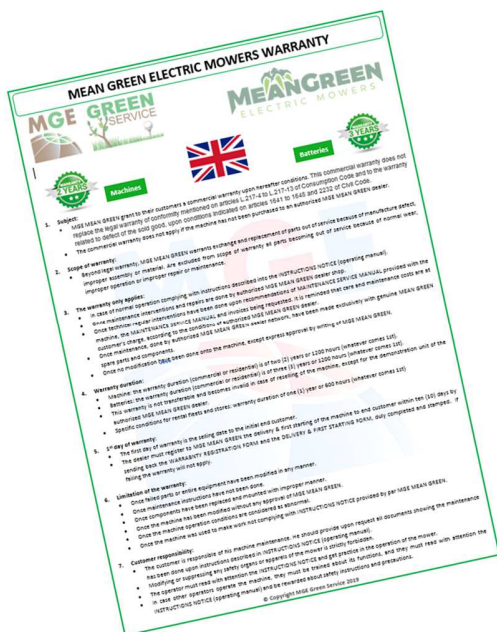 MEAN GREEN ELECTRIC MOWERS WARRANTY
MGE GREEN
SERVICE
MEANGREEN
ELECTRIC MOWERS
2 YEARS
Machines
Batteries
3 YEARS
1. Subject:
• MGE MEAN GREEN grant to their customers a commercial warranty upon hereafter conditions. This commercial warranty does not
replace the legal warranty of conformity mentioned on articles L.217-4 to L.217-13 of Consumption Code and to the warranty
related to defect of the sold good, upon conditions indicated on articles 1641 to 1648 and 2232 of Civil Code.
• The commercial warranty does not apply if the machine has not been purchased to an authorized MGE MEAN GREEN dealer.
2. Scope of warranty:
• Beyond legal warranty, MGE MEAN GREEN warrants exchange and replacement of parts out of service because of manufacture defect,
improper assembly or material. Are excluded from scope of warranty all parts becoming out of service because of normal wear,
improper operation or improper repair or maintenance.
3. The warranty only applies:
• In case of normal operation complying with instructions described into the INSTRUCTIONS NOTICE (operating manual).
• Once maintenance interventions and repairs are done by authorized MGE MEAN GREEN dealer shop.
• Once technical regular interventions have been done upon recommendations of MAINTENANCE SERVICE MANUAL provided with the
machine, the MAINTENANCE SERVICE MANUAL and invoices being requested. It is reminded that care and maintenance costs are at
customer's charge, according to the conditions of authorized MGE MEAN GREEN dealer.
• Once maintenance, done by authorized MGE MEAN GREEN dealer network, have been made exclusively with genuine MEAN GREEN
spare parts and components.
• Once no modification have been done onto the machine, except express approval by writing of MGE MEAN GREEN.
4. Warranty duration:
• Machine: the warranty duration (commercial or residential) is of two (2) years or 1200 hours (whatever comes 1st).
• Batteries: the warranty duration (commercial or residential) is of three (3) years or 1200 hours (whatever comes 1st).
• This warranty is not transferable and becomes invalid in case of reselling of the machine, except for the demonstration unit of the
authorized MGE MEAN GREEN dealer.
• Specific conditions for rental fleets and stores: warranty duration of one (1) year or 600 hours (whatever comes 1st)
5. 1st day of warranty:
• The first day of warranty is the selling date to the initial end customer.
• The dealer must register to MGE MEAN GREEN the delivery & first starting of the machine to end customer within ten (10) days by
sending back the WARRANTY REGISTRATION FORM and the DELIVERY & FIRST STARTING FORM, duly completed and stamped. If
failing the warranty will not apply.
6. Limitation of the warranty:
• Once failed parts or entire equipment have been modified in any manner.
• Once maintenance instructions have not been done.
• Once components have been replaced and mounted with improper manner.
• Once the machine has been modified without any approval of MGE MEAN GREEN.
• Once the machine operation conditions are considered as abnormal.
• Once the machine was used to make work not complying with INSTRUCTIONS NOTICE provided by par MGE MEAN GREEN.
7. Customer responsibility:
• The customer is responsible of his machine maintenance. He should provide upon request all documents showing the maintenance
has been done upon instructions described in INSTRUCTIONS NOTICE (operating manual).
• Modifying or suppressing any safety organs or apparels of the mower is strictly forbidden.
• The operator must read with attention the INSTRUCTIONS NOTICE and get practice in the operation of the mower.
• In case other operators operate the machine, they must be trained about its functions, and they must read with attention the
INSTRUCTIONS NOTICE (operating manual) and be rewarded about safety instructions and precautions.
© Copyright MGE Green Service 2019